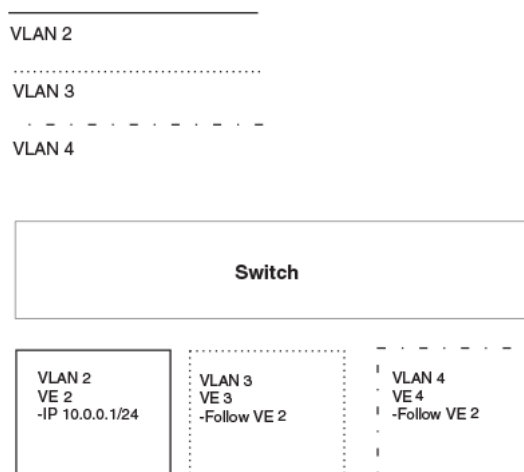 VLAN 2
VLAN 3
VLAN 4
Switch
VLAN 2
VE 2
-IP 10.0.0.1/24
VLAN 3
VE 3
-Follow VE 2
VLAN 4
VE 4
-Follow VE 2